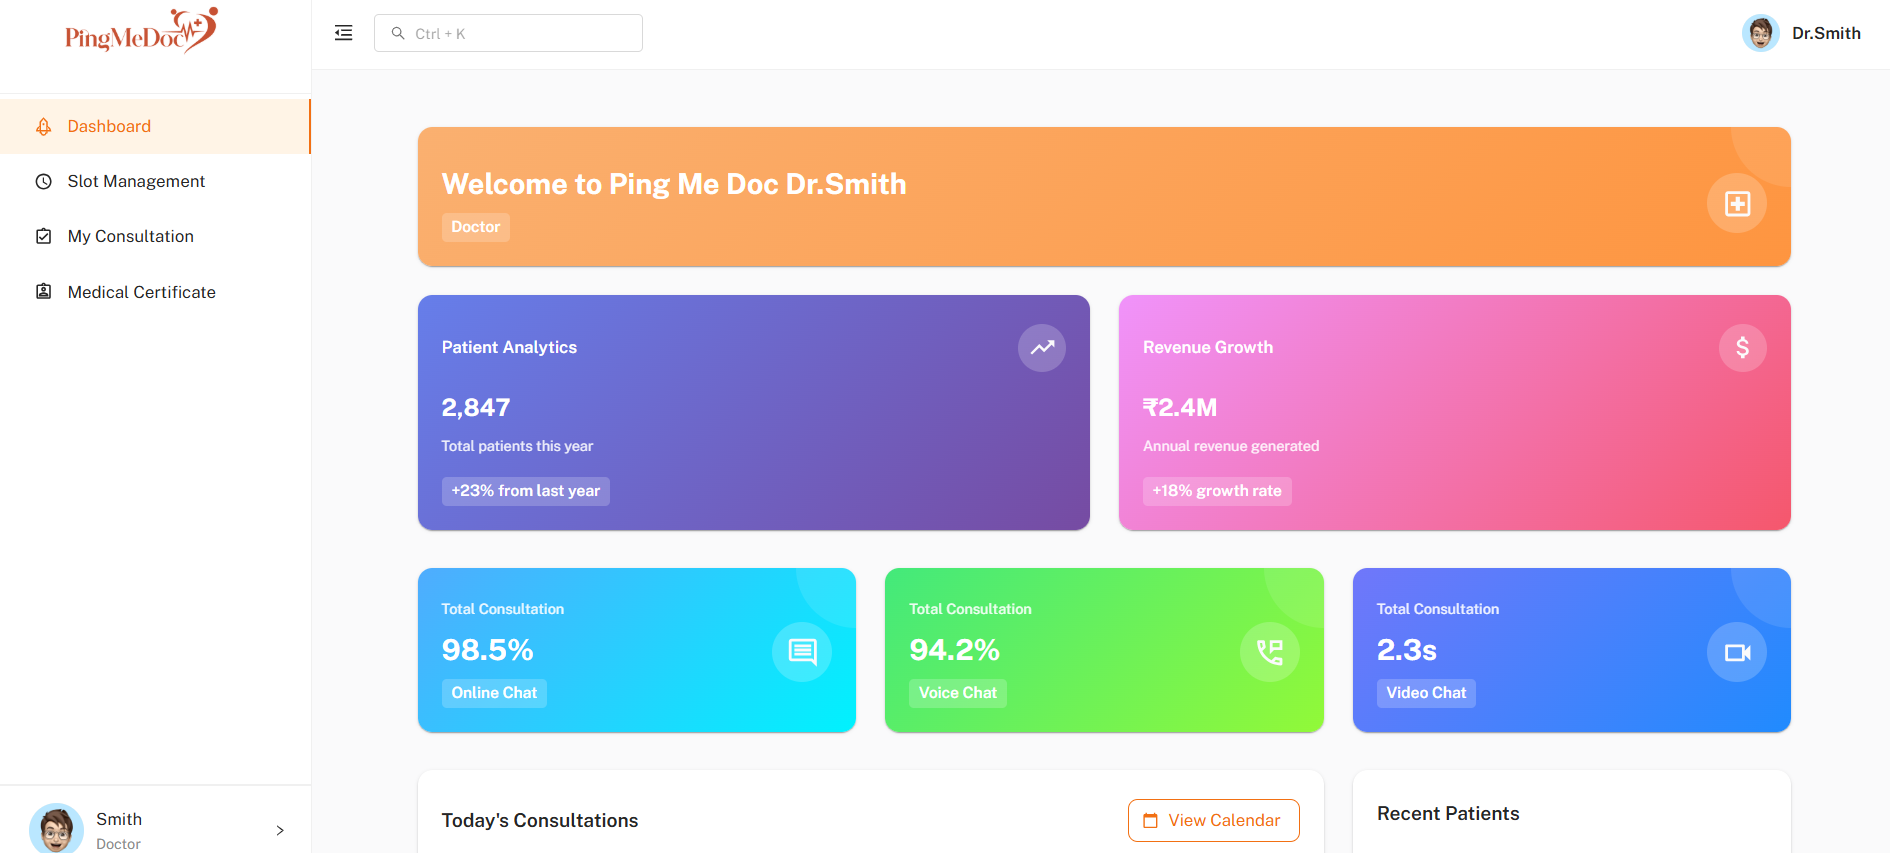 PingMeDoc
Ctrl + K
Dr.Smith
Dashboard
Slot Management
My Consultation
Medical Certificate
Smith
Doctor
Welcome to Ping Me Doc Dr.Smith
Doctor
Patient Analytics
2,847
Total patients this year
+23% from last year
Revenue Growth
$
₹2.4M
Annual revenue generated
+18% growth rate
Total Consultation
98.5%
Online Chat
Total Consultation
94.2%
Voice Chat
Total Consultation
2.3s
Video Chat
Today's Consultations
View Calendar
Recent Patients